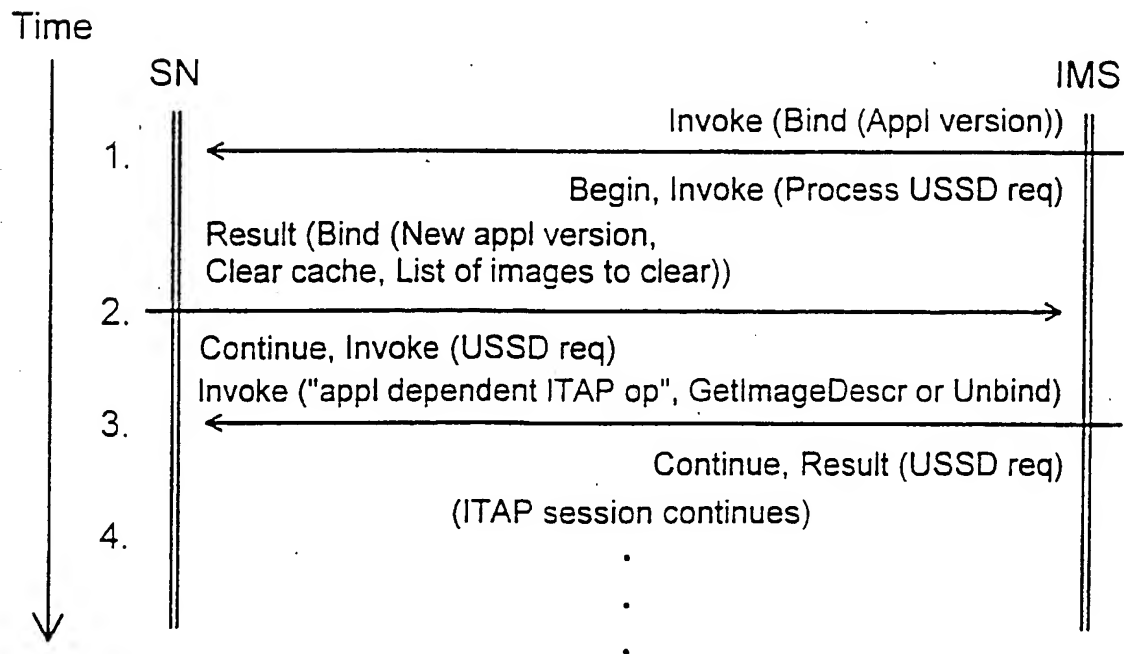 Time
SN
IMS
Invoke (Bind (Appl version))
1.
Begin, Invoke (Process USSD req)
Result (Bind (New appl version,
Clear cache, List of images to clear))
2.
Continue, Invoke (USSD req)
Invoke ("appl dependent ITAP op", GetImageDescr or Unbind)
3.
Continue, Result (USSD req)
(ITAP session continues)
4.
.
.
.